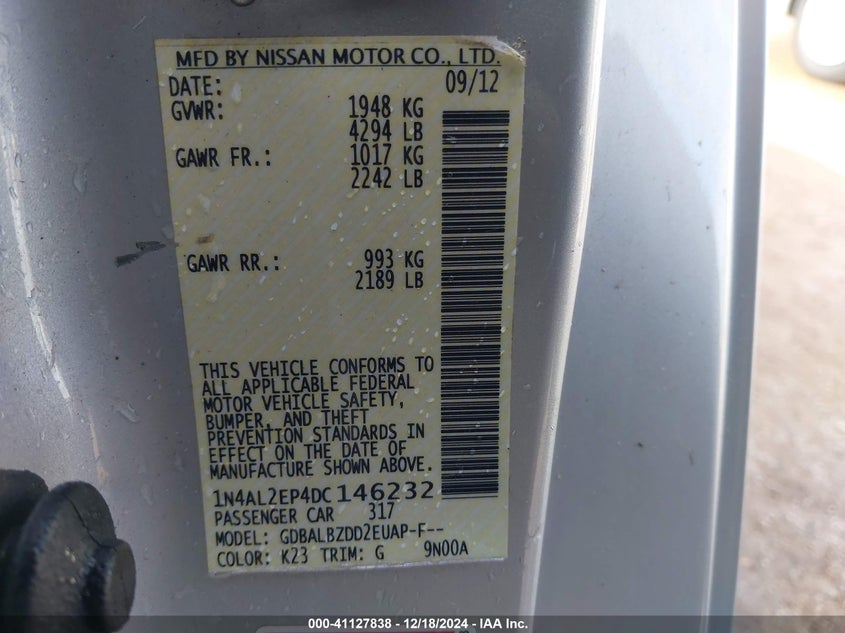 MFD BY NISSAN MOTOR CO., LTD.
DATE: 09/12
GVWR: 1948 KG
4294 LB
GAWR FR.: 1017 KG
2242 LB
GAWR RR.: 993 KG
2189 LB
THIS VEHICLE CONFORMS TO
ALL APPLICABLE FEDERAL
MOTOR VEHICLE SAFETY,
BUMPER, AND THEFT
PREVENTION STANDARDS IN
EFFECT ON THE DATE OF
MANUFACTURE SHOWN ABOVE.
1N4AL2EP4DC146232
PASSENGER CAR 317
MODEL: GDBALBZDD2EUAP-F--
COLOR: K23 TRIM: G 9N00A
000-41127838 - 12/18/2024 - IAA Inc.